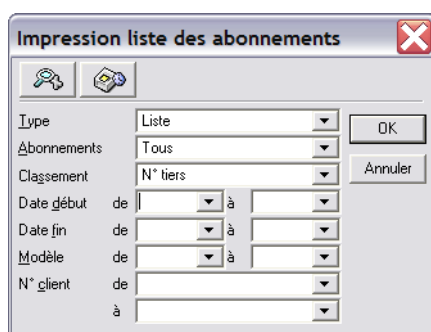 Impression liste des abonnements
Type Liste OK
Abonnements Tous Annuler
Classement N° tiers
Date début de à
Date fin de à
Modèle de à
N° client de
à